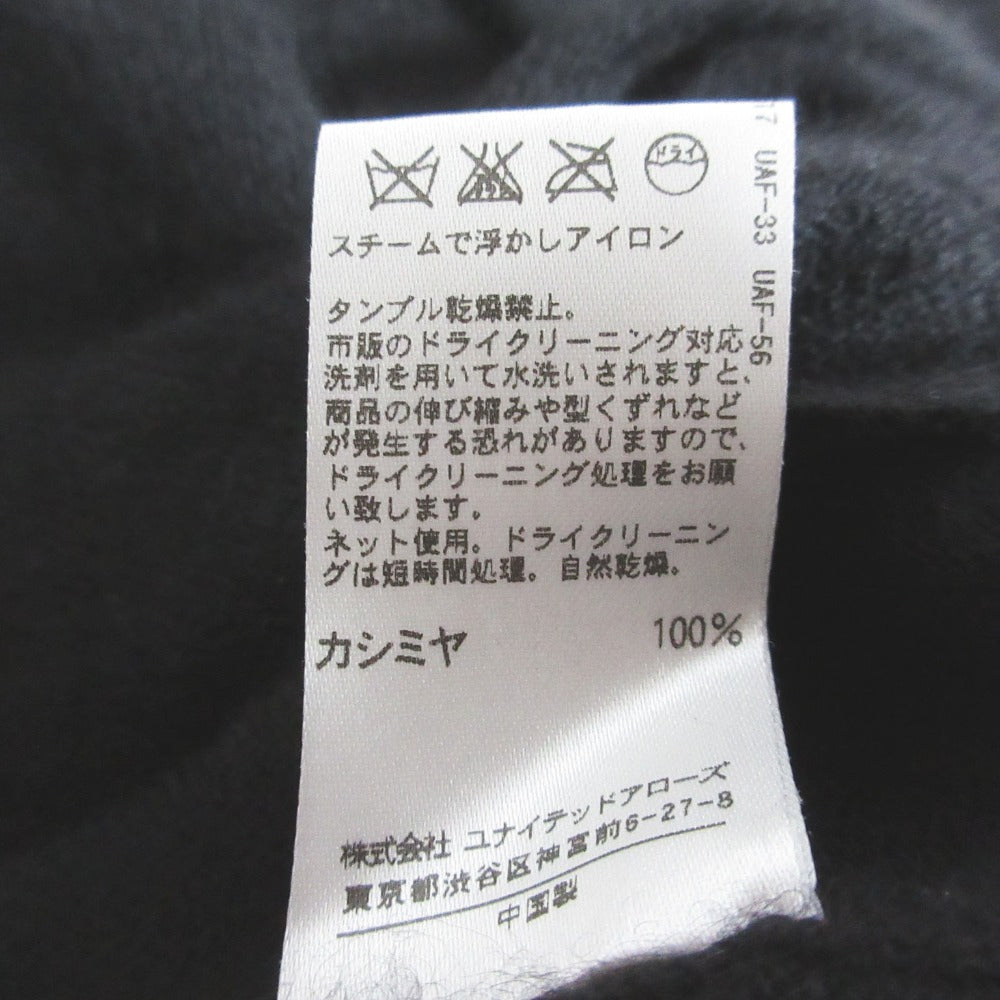 ドライ
スチームで浮かしアイロン
タンブル乾燥禁止。
市販のドライクリーニング対応
洗剤を用いて水洗いされますと、
商品の伸び縮みや型くずれなど
が発生する恐れがありますので、
ドライクリーニング処理をお願
い致します。
ネット使用。ドライクリーニン
グは短時間処理。自然乾燥。
カシミヤ 100%
株式会社 ユナイテッドアローズ
東京都渋谷区神宮前6-27-8
中国製
17 UAF-33 UAF-56